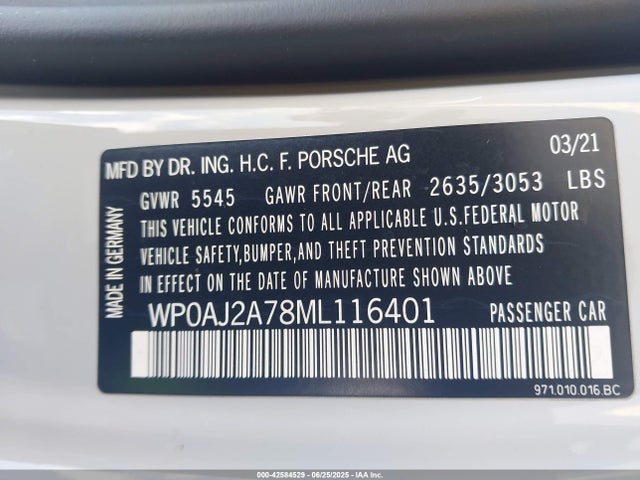 MFD BY DR. ING. H.C. F. PORSCHE AG 03/21
GVWR 5545 GAWR FRONT/REAR 2635/3053 LBS
THIS VEHICLE CONFORMS TO ALL APPLICABLE U.S.FEDERAL MOTOR
VEHICLE SAFETY,BUMPER,AND THEFT PREVENTION STANDARDS
IN EFFECT ON THE DATE OF MANUFACTURE SHOWN ABOVE
WP0AJ2A78ML116401 PASSENGER CAR
MADE IN GERMANY
971.010.016.BC
000-42584529 - 06/25/2025 - IAA Inc.